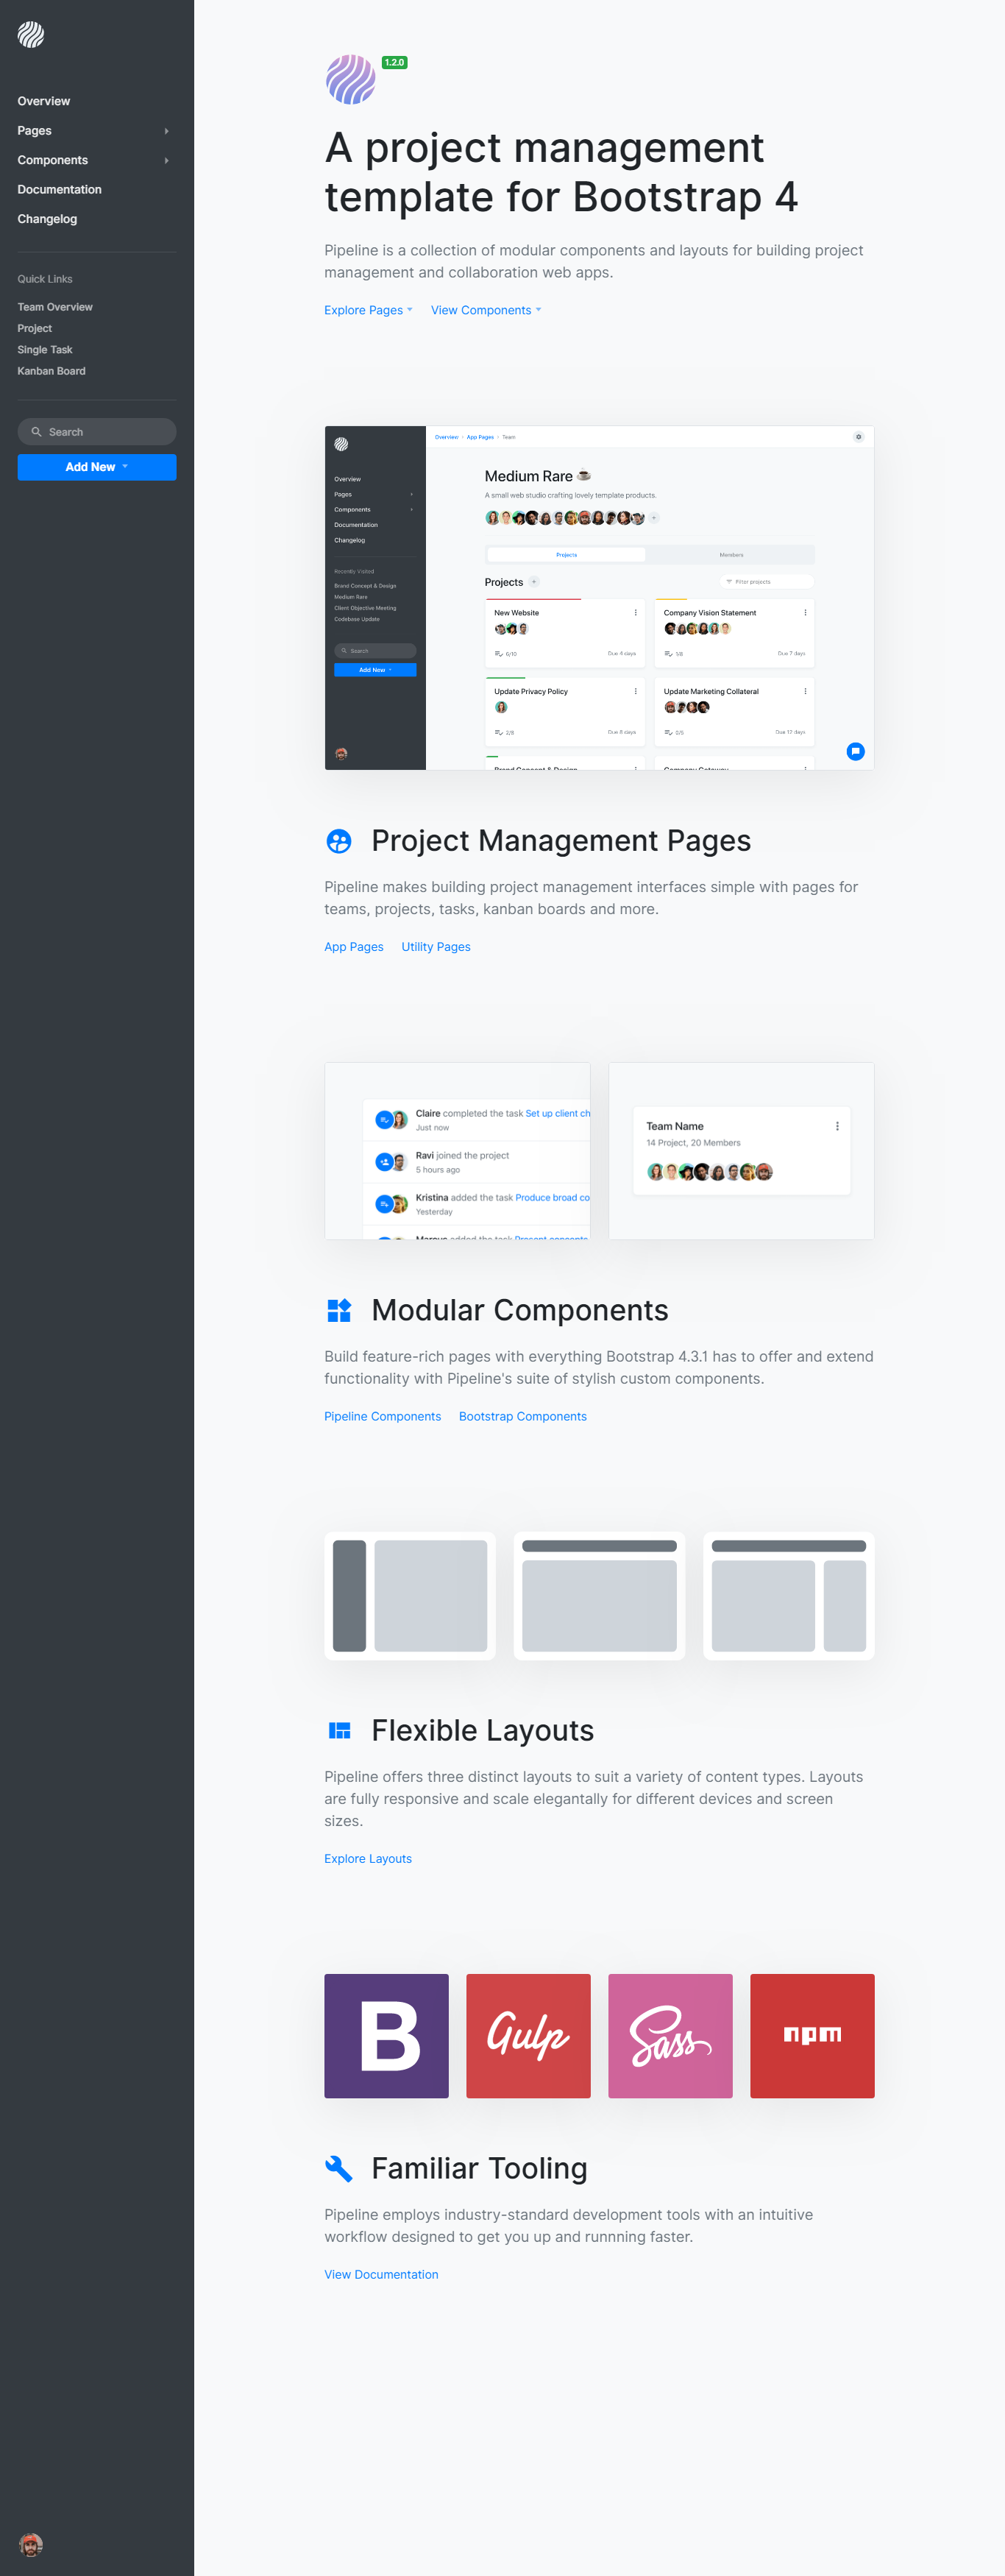 Overview
Pages
Components
Documentation
Changelog
Quick Links
Team Overview
Project
Single Task
Kanban Board
Search
Add New
1.2.0
A project management
template for Bootstrap 4
Pipeline is a collection of modular components and layouts for building project
management and collaboration web apps.
Explore Pages View Components
Overview App Pages Team
Overview
Pages
Components
Documentation
Changelog
Recently Visited
Brand Concept & Design
Medium Rare
Client Objective Meeting
Codebase Update
Search
Add New
Medium Rare
A small web studio crafting lovely template products.
Projects Members
Projects
Filter projects
New Website
6/10 Due 4 days
Company Vision Statement
1/8 Due 7 days
Update Privacy Policy
2/8 Due 8 days
Update Marketing Collateral
0/5 Due 12 days
Brand Concept & Design
Company Gateway
Project Management Pages
Pipeline makes building project management interfaces simple with pages for
teams, projects, tasks, kanban boards and more.
App Pages Utility Pages
Claire completed the task Set up client ch
Just now
Ravi joined the project
5 hours ago
Kristina added the task Produce broad co
Yesterday
Marcus added the task Present concepts
Team Name
14 Project, 20 Members
Modular Components
Build feature-rich pages with everything Bootstrap 4.3.1 has to offer and extend
functionality with Pipeline's suite of stylish custom components.
Pipeline Components Bootstrap Components
Flexible Layouts
Pipeline offers three distinct layouts to suit a variety of content types. Layouts
are fully responsive and scale elegantally for different devices and screen
sizes.
Explore Layouts
B
Gulp
Sass
npm
Familiar Tooling
Pipeline employs industry-standard development tools with an intuitive
workflow designed to get you up and runnning faster.
View Documentation